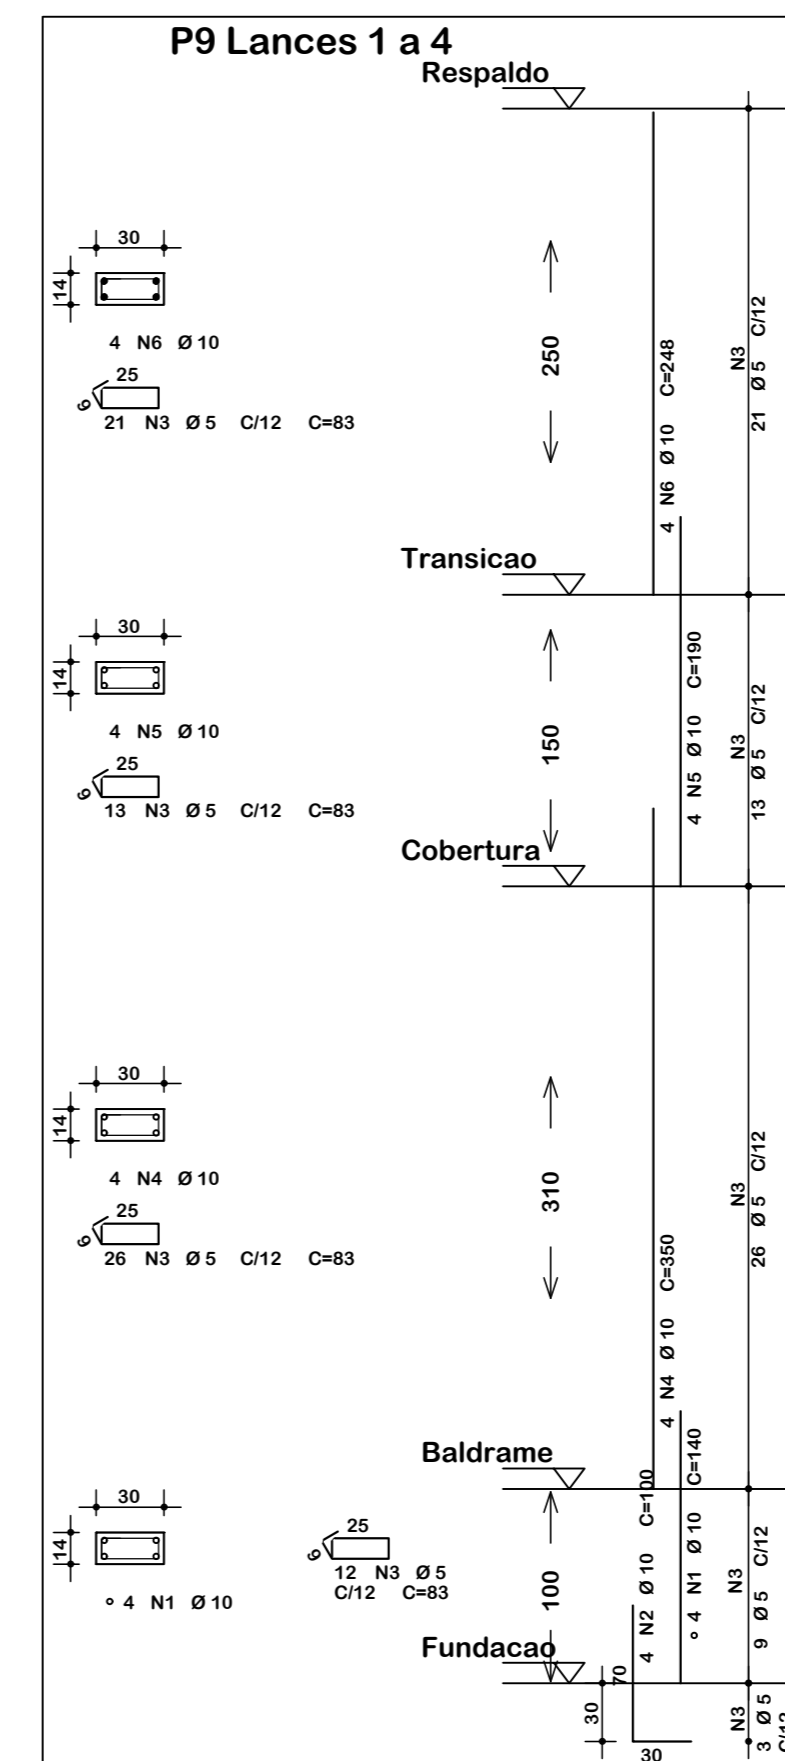 P9 Lances 1 a 4
Respaldo
30
14
4 N6 Ø 10
25
9
21 N3 Ø 5 C/12 C=83
250
4 N6 Ø 10 C=248
N3
21 Ø 5 C/12
Transicao
30
14
4 N5 Ø 10
25
9
13 N3 Ø 5 C/12 C=83
150
4 N5 Ø 10 C=190
N3
13 Ø 5 C/12
Cobertura
30
14
4 N4 Ø 10
25
9
26 N3 Ø 5 C/12 C=83
310
4 N4 Ø 10 C=350
N3
26 Ø 5 C/12
Baldrame
30
14
4 N1 Ø 10
25
9
12 N3 Ø 5
C/12 C=83
100
4 N2 Ø 10 C=100
4 N1 Ø 10 C=140
N3
9 Ø 5 C/12
Fundacao
30
70
30
N3
3 Ø 5
C/12